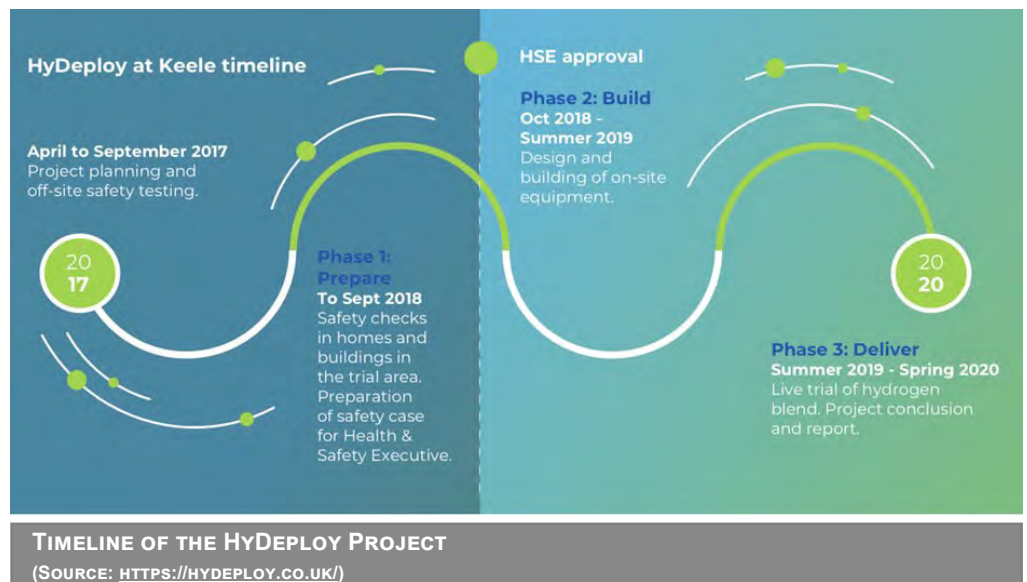 HyDeploy at Keele timeline
April to September 2017
Project planning and
off-site safety testing.
20
17
Phase 1:
Prepare
To Sept 2018
Safety checks
in homes and
buildings in
the trial area.
Preparation
of safety case
for Health &
Safety Executive.
HSE approval
Phase 2: Build
Oct 2018 -
Summer 2019
Design and
building of on-site
equipment.
20
20
Phase 3: Deliver
Summer 2019 - Spring 2020
Live trial of hydrogen
blend. Project conclusion
and report.
TIMELINE OF THE HYDEPLOY PROJECT
(SOURCE: HTTPS://HYDEPLOY.CO.UK/)